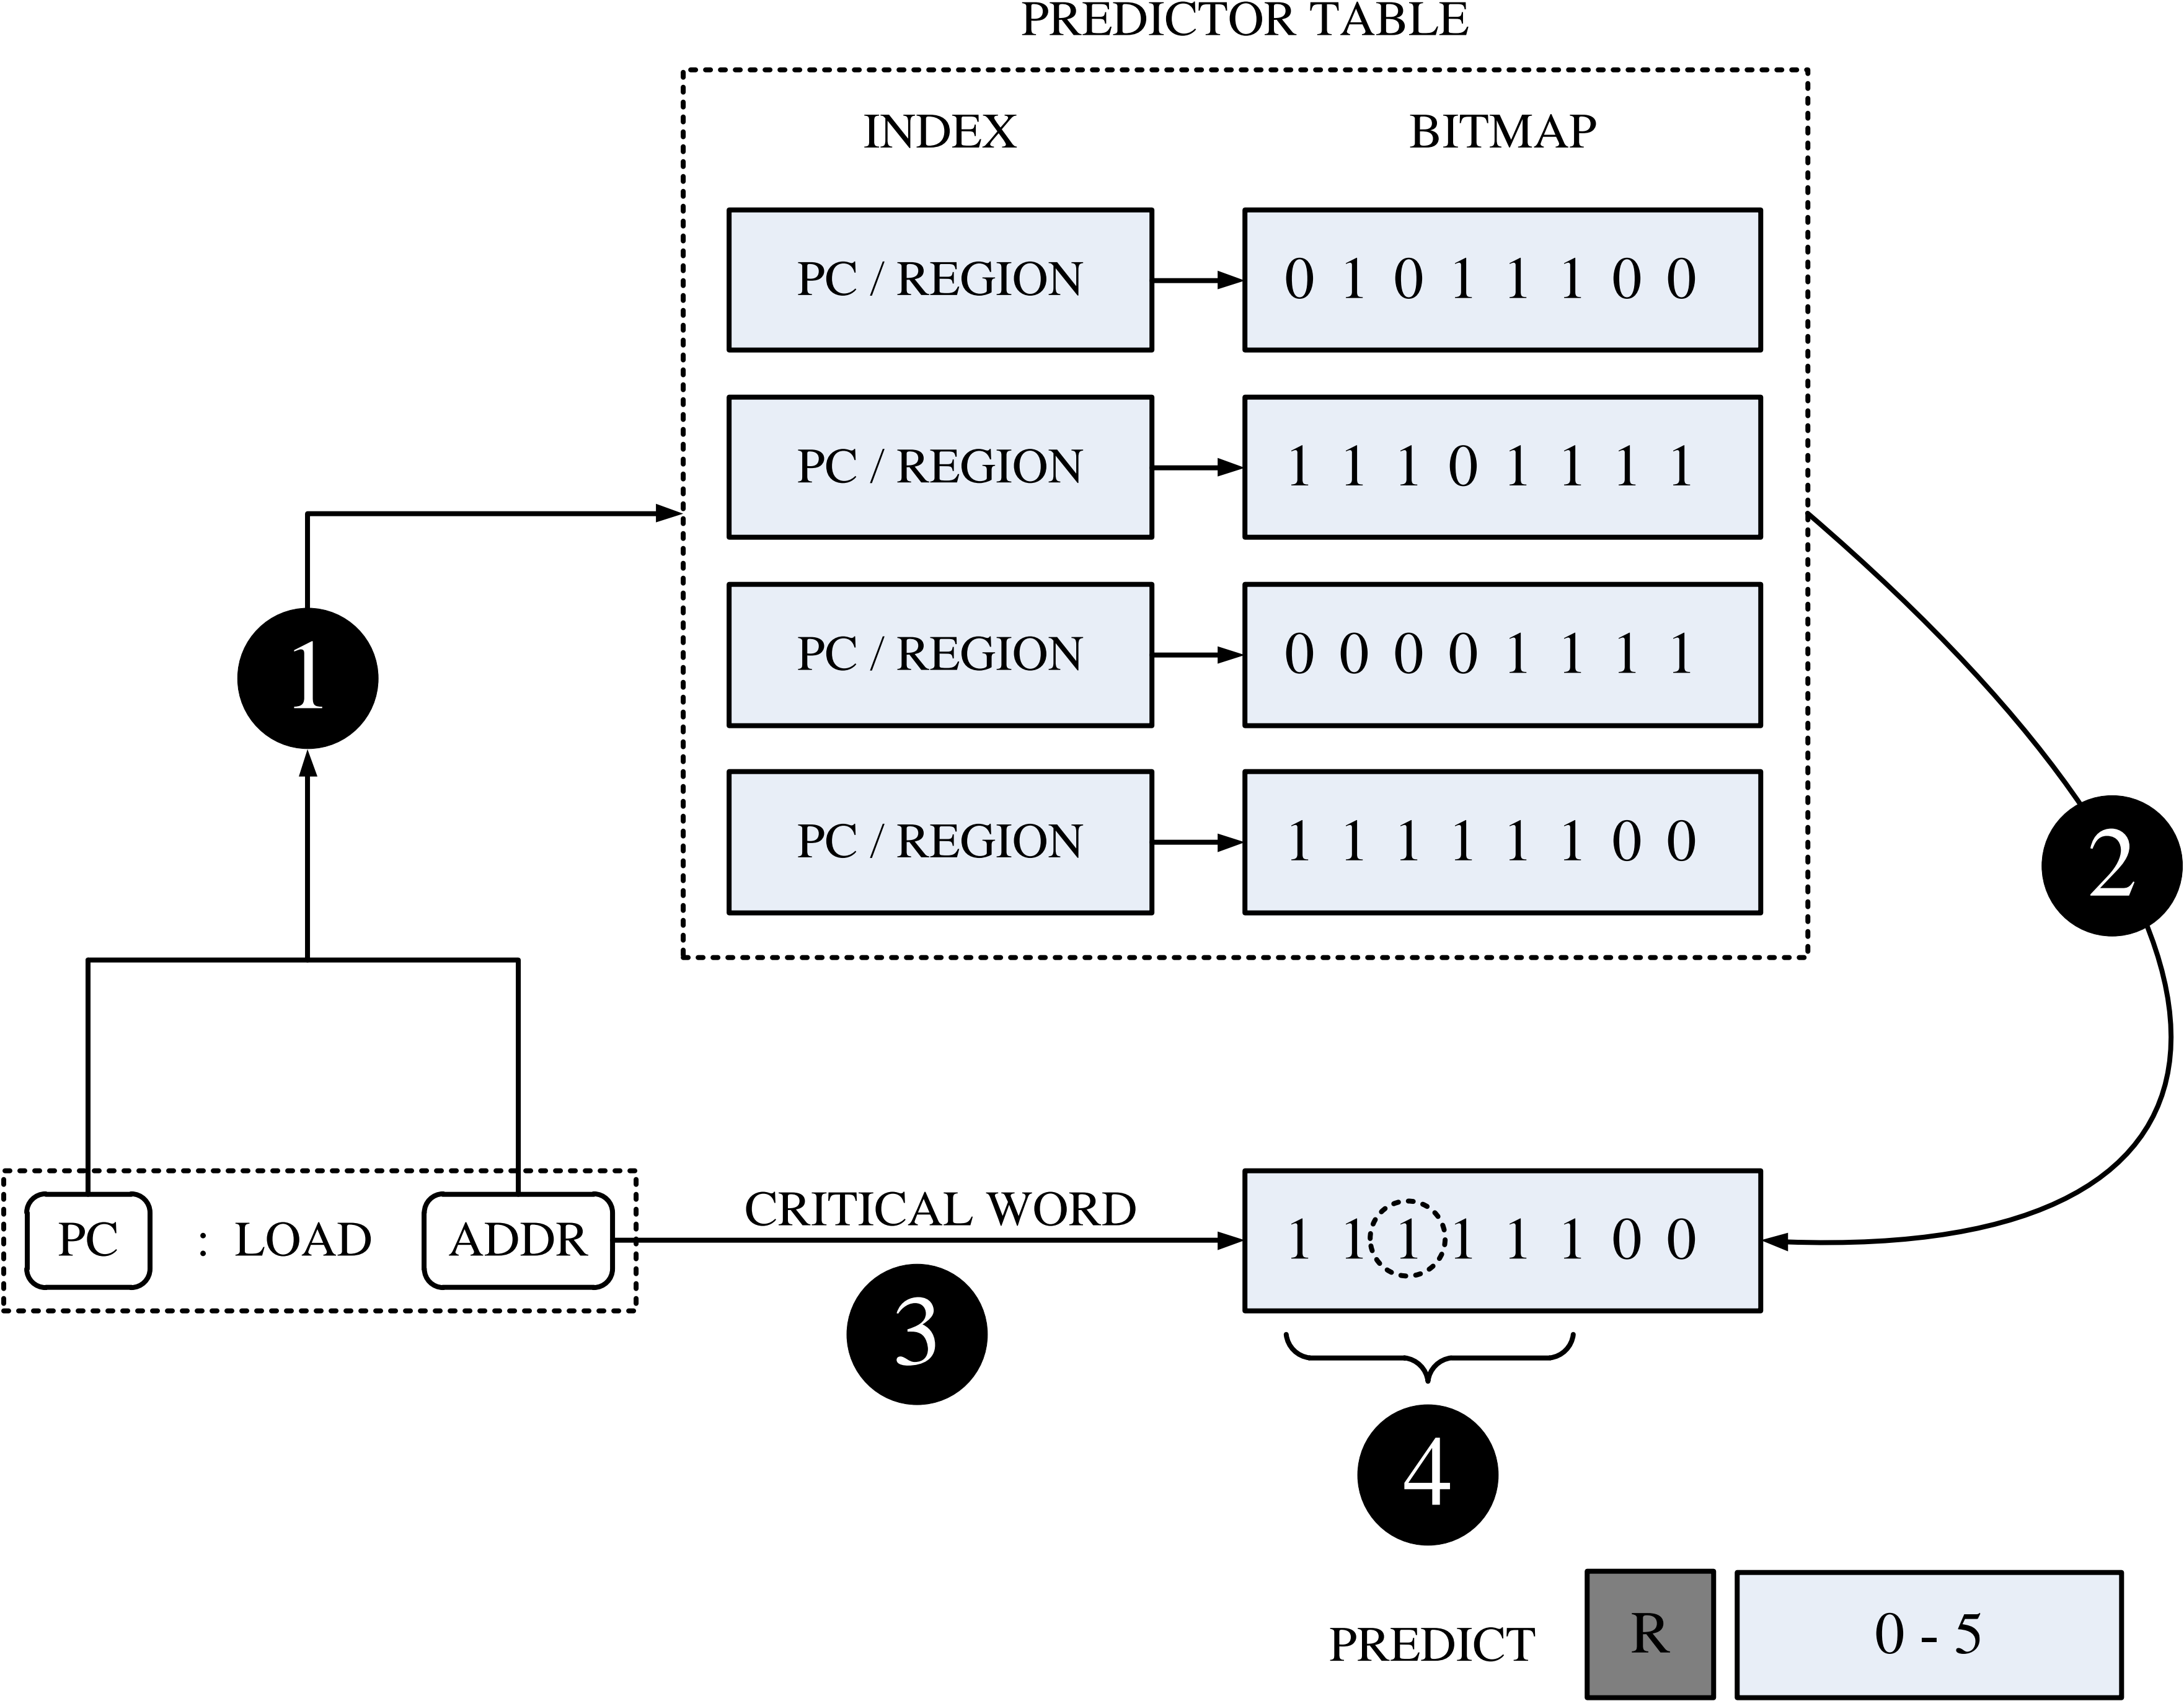 PREDICTOR TABLE
INDEX BITMAP
PC / REGION 0 1 0 1 1 1 0 0
PC / REGION 1 1 1 0 1 1 1 1
1
PC / REGION 0 0 0 0 1 1 1 1
PC / REGION 1 1 1 1 1 1 0 0
2
PC : LOAD ADDR CRITICAL WORD 1 1 1 1 1 1 0 0
3
4
PREDICT R 0 - 5